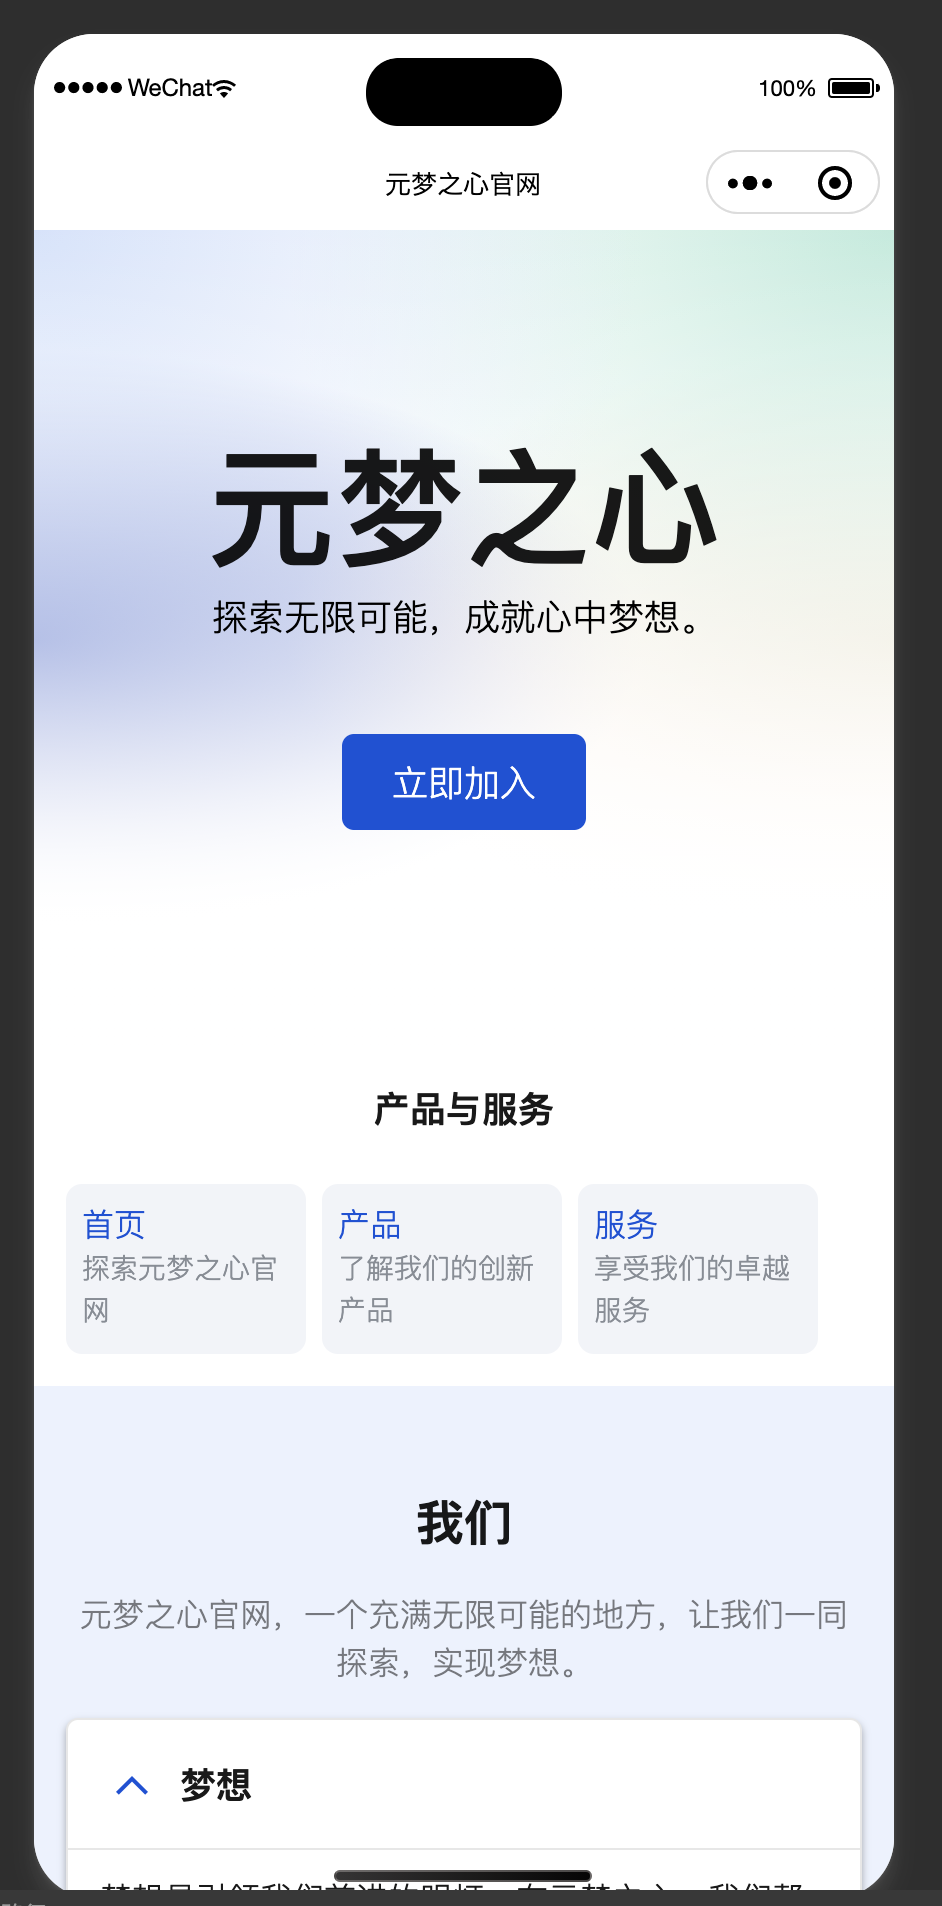 WeChat
100%
元梦之心官网
元梦之心
探索无限可能，成就心中梦想。
立即加入
产品与服务
首页
探索元梦之心官
网
产品
了解我们的创新
产品
服务
享受我们的卓越
服务
我们
元梦之心官网，一个充满无限可能的地方，让我们一同
探索，实现梦想。
梦想